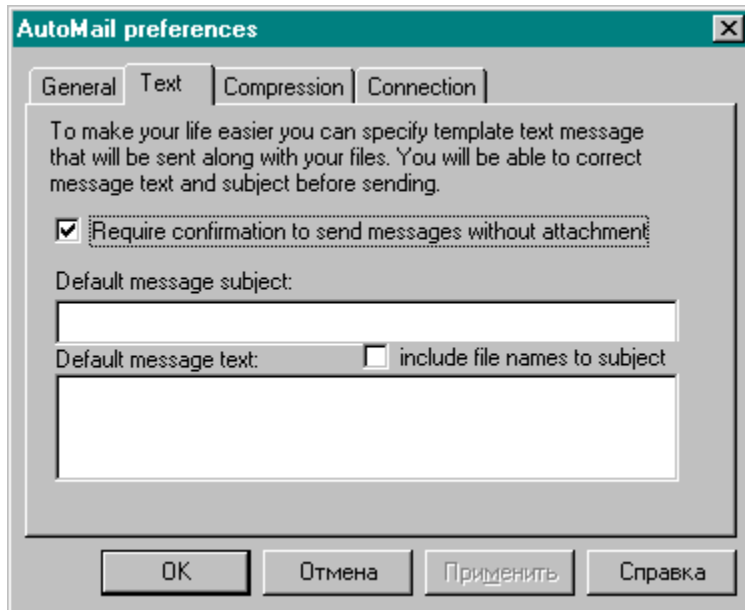 AutoMail preferences
General Text Compression Connection
To make your life easier you can specify template text message
that will be sent along with your files. You will be able to correct
message text and subject before sending.
Require confirmation to send messages without attachment
Default message subject:
Default message text: include file names to subject
OK Отмена Применить Справка